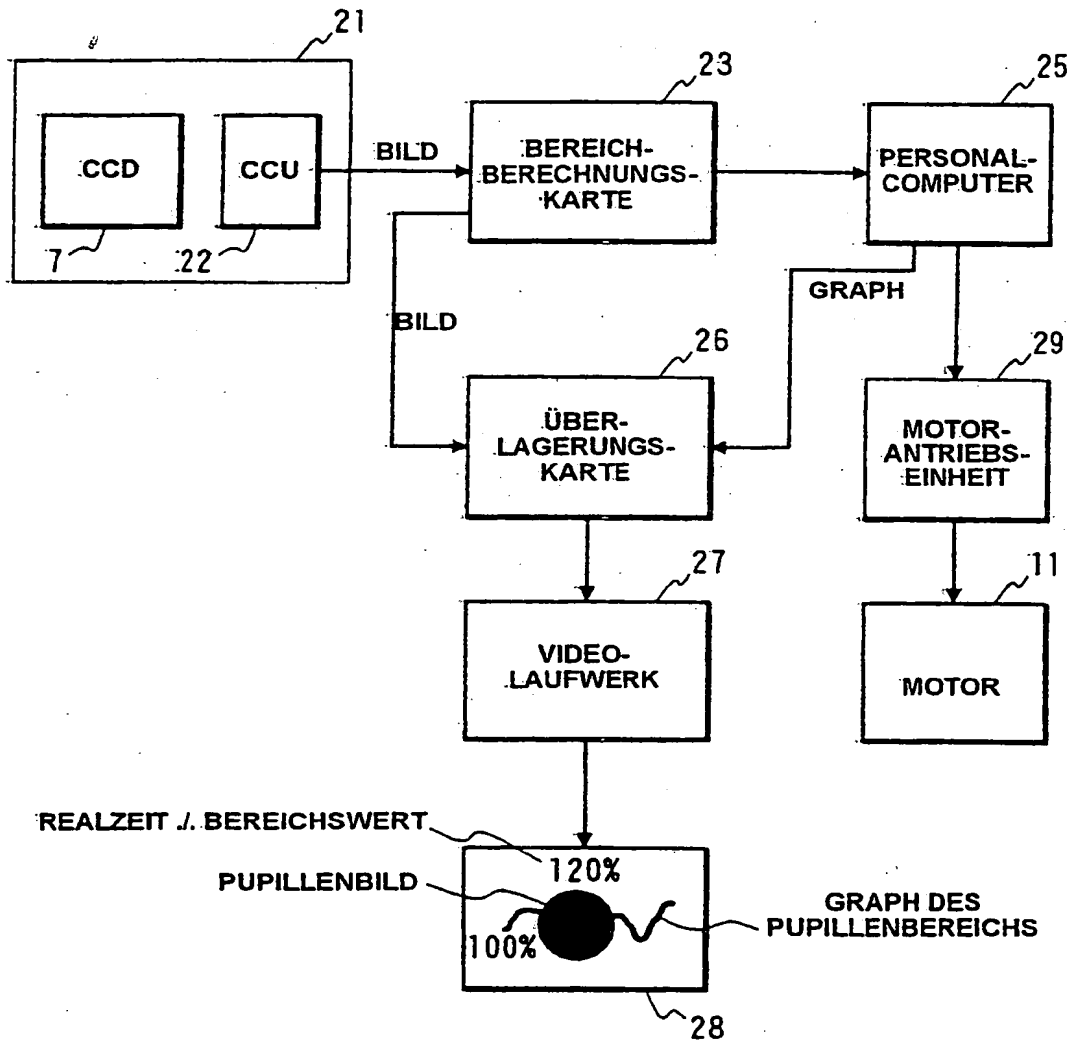 21
CCD
CCU
7
22
BILD
23
BEREICH-
BERECHNUNGS-
KARTE
25
PERSONAL-
COMPUTER
BILD
GRAPH
26
ÜBER-
LAGERUNGS-
KARTE
29
MOTOR-
ANTRIEBS-
EINHEIT
27
VIDEO-
LAUFWERK
11
MOTOR
REALZEIT ./. BEREICHSWERT
120%
PUPILLENBILD
100%
GRAPH DES
PUPILLENBEREICHS
28